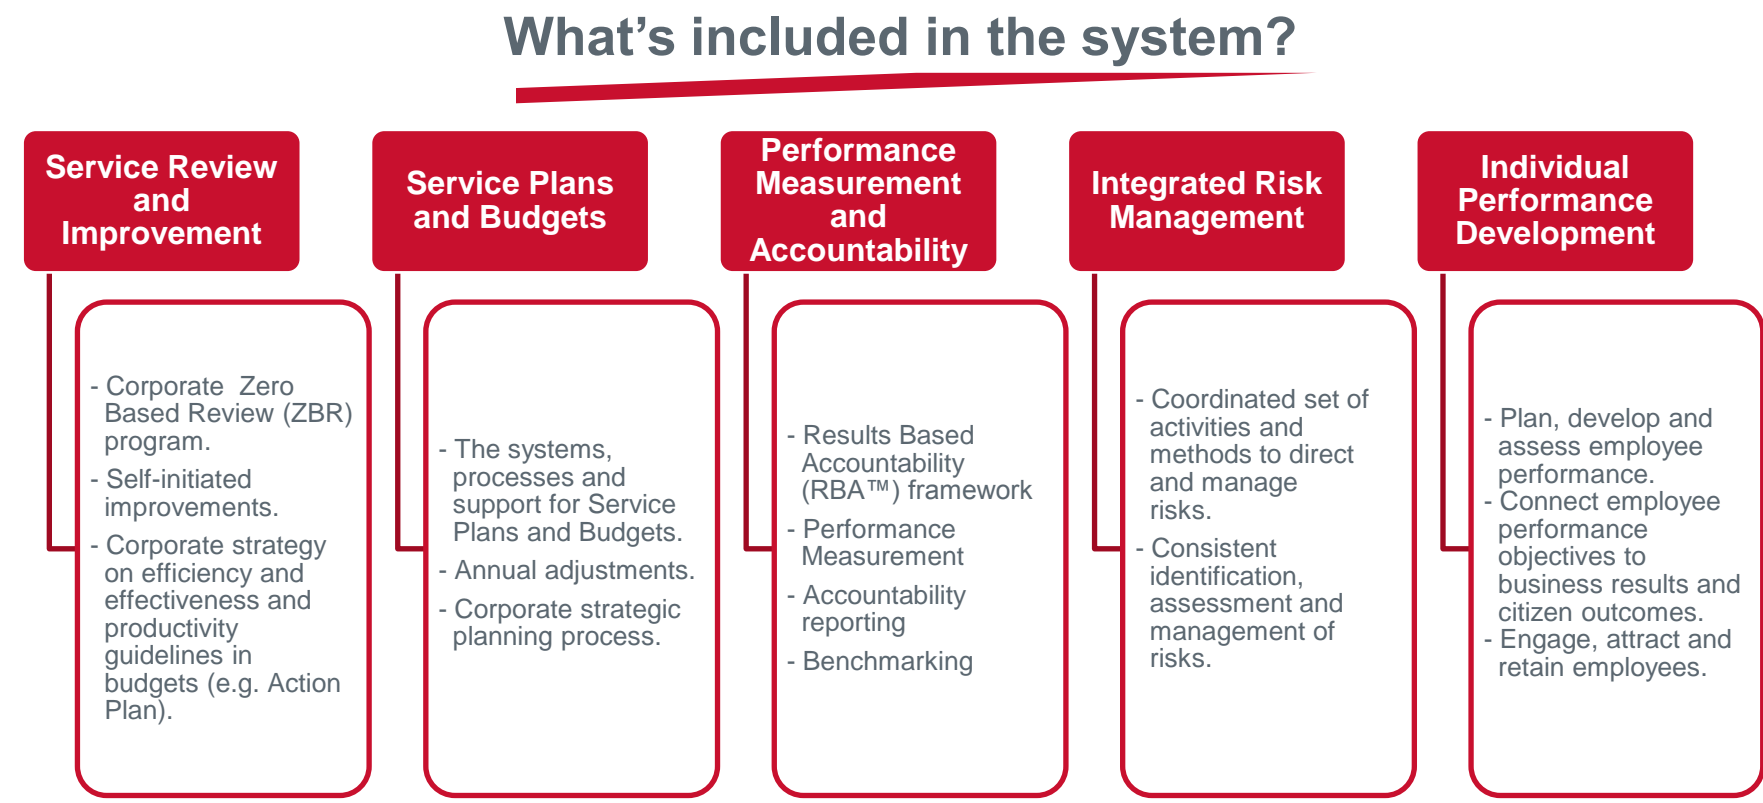 What's included in the system?
Service Review
and
Improvement
- Corporate  Zero
Based Review (ZBR)
program.
- Self-initiated
improvements.
- Corporate strategy
on efficiency and
effectiveness and
productivity
guidelines in
budgets (e.g. Action
Plan).
Service Plans
and Budgets
- The systems,
processes and
support for Service
Plans and Budgets.
- Annual adjustments.
- Corporate strategic
planning process.
Performance
Measurement
and
Accountability
- Results Based
Accountability
(RBA™) framework
- Performance
Measurement
- Accountability
reporting
- Benchmarking
Integrated Risk
Management
- Coordinated set of
activities and
methods to direct
and manage
risks.
- Consistent
identification,
assessment and
management of
risks.
Individual
Performance
Development
- Plan, develop and
assess employee
performance.
- Connect employee
performance
objectives to
business results and
citizen outcomes.
- Engage, attract and
retain employees.